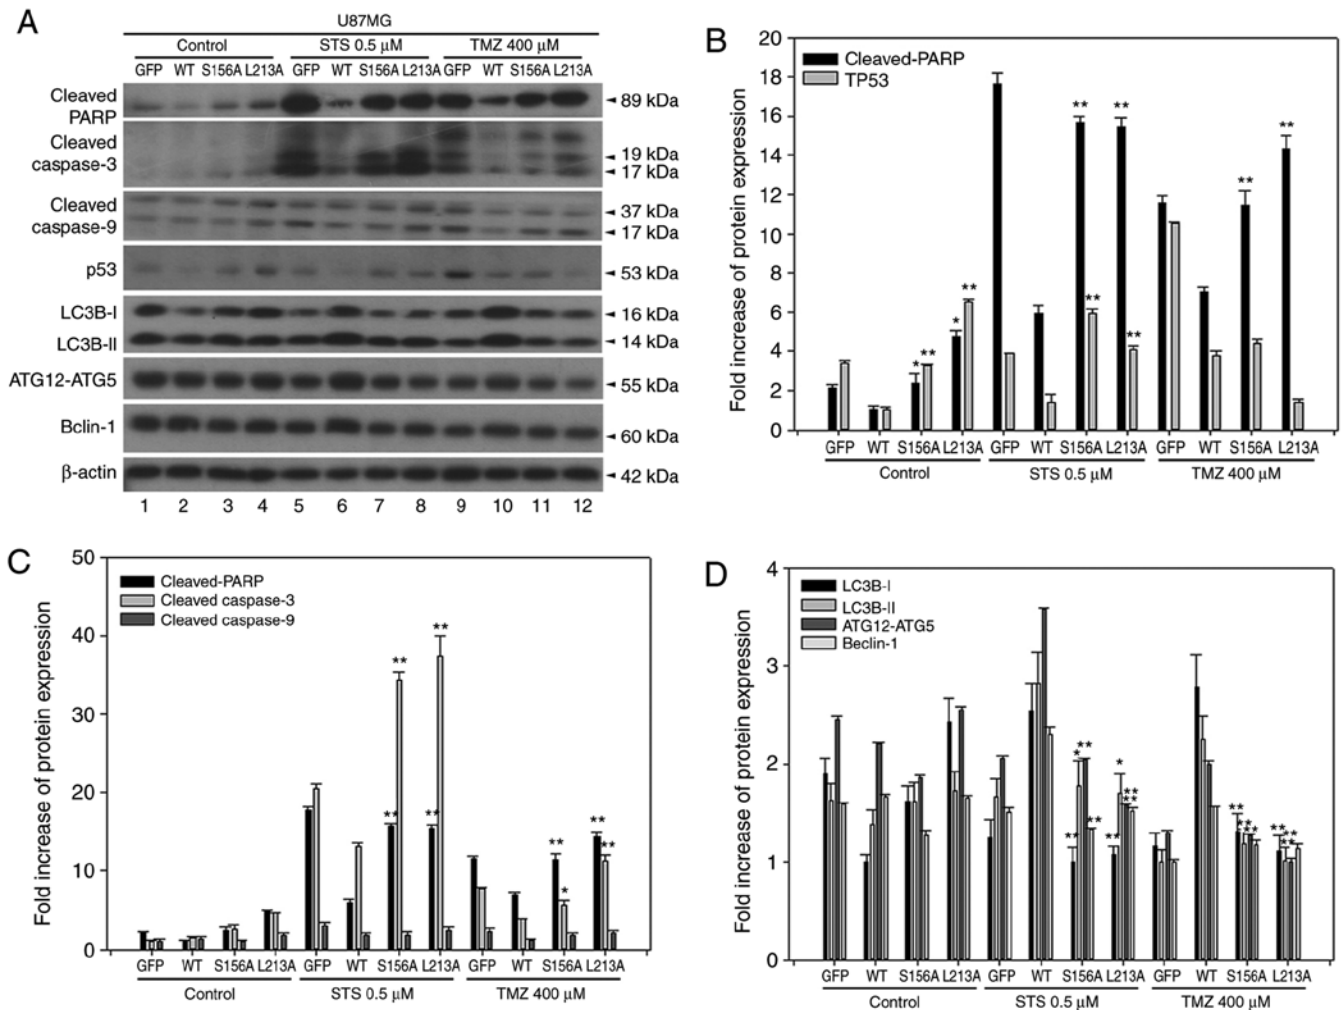 A
U87MG
Control STS 0.5 µM TMZ 400 µM
GFP WT S156A L213A GFP WT S156A L213A GFP WT S156A L213A
Cleaved
PARP
89 kDa
Cleaved
caspase-3
19 kDa
17 kDa
Cleaved
caspase-9
37 kDa
17 kDa
p53
53 kDa
LC3B-I
16 kDa
LC3B-II
14 kDa
ATG12-ATG5
55 kDa
Bclin-1
60 kDa
β-actin
42 kDa
1 2 3 4 5 6 7 8 9 10 11 12
B
Fold increase of protein expression
20
18
16
14
12
10
8
6
4
2
0
Cleaved-PARP
TP53
** ** ** **
* ** * ** ** **
GFP WT S156A L213A GFP WT S156A L213A GFP WT S156A L213A
Control STS 0.5 µM TMZ 400 µM
C
Fold increase of protein expression
50
40
30
20
10
0
Cleaved-PARP
Cleaved caspase-3
Cleaved caspase-9
** **
** ** ** * ** **
GFP WT S156A L213A GFP WT S156A L213A GFP WT S156A L213A
Control STS 0.5 µM TMZ 400 µM
D
Fold increase of protein expression
4
3
2
1
0
LC3B-I
LC3B-II
ATG12-ATG5
Beclin-1
** * ** ** ** * ** **
** ** ** ** ** ** **
GFP WT S156A L213A GFP WT S156A L213A GFP WT S156A L213A
Control STS 0.5 µM TMZ 400 µM